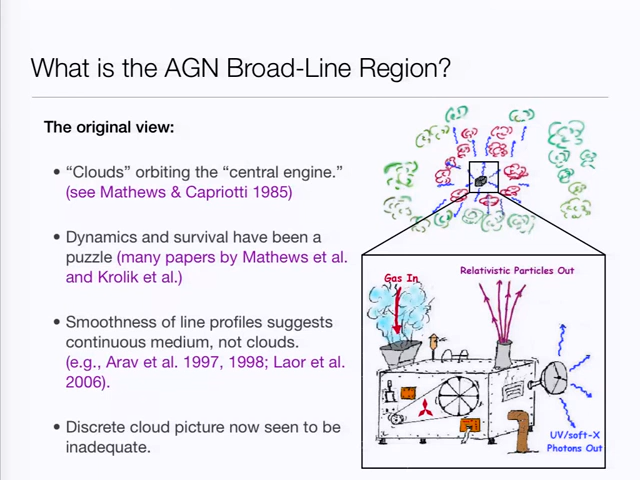 What is the AGN Broad-Line Region?
The original view:
• “Clouds” orbiting the “central engine.”
(see Mathews & Capriotti 1985)
• Dynamics and survival have been a
puzzle (many papers by Mathews et al.
and Krolik et al.)
• Smoothness of line profiles suggests
continuous medium, not clouds.
(e.g., Arav et al. 1997, 1998; Laor et al.
2006).
• Discrete cloud picture now seen to be
inadequate.
Gas In
Relativistic Particles Out
UV/soft-X
Photons Out